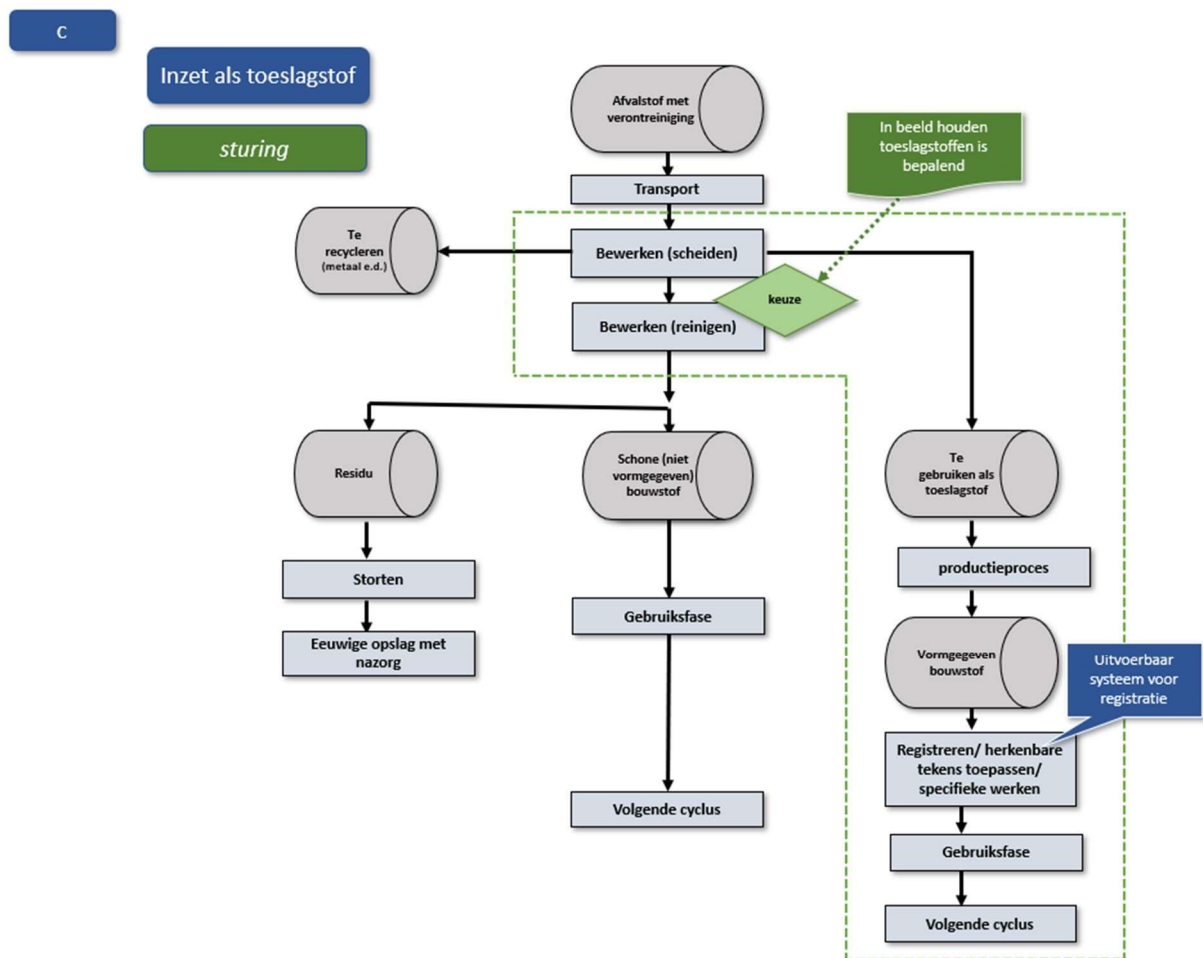 C
Inzet als toeslagstof
sturing
Afvalstof met
verontreiniging
In beeld houden
toeslagstoffen is
bepalend
Transport
Te
recycleren
(metaal e.d.)
Bewerken (scheiden)
keuze
Bewerken (reinigen)
Residu
Schone (niet
vormgegeven)
bouwstof
Te
gebruiken als
toeslagstof
Storten
productieproces
Gebruiksfase
Eeuwige opslag met
nazorg
Vormgegeven
bouwstof
Uitvoerbaar
systeem voor
registratie
Registreren/ herkenbare
tekens toepassen/
specifieke werken
Volgende cyclus
Gebruiksfase
Volgende cyclus